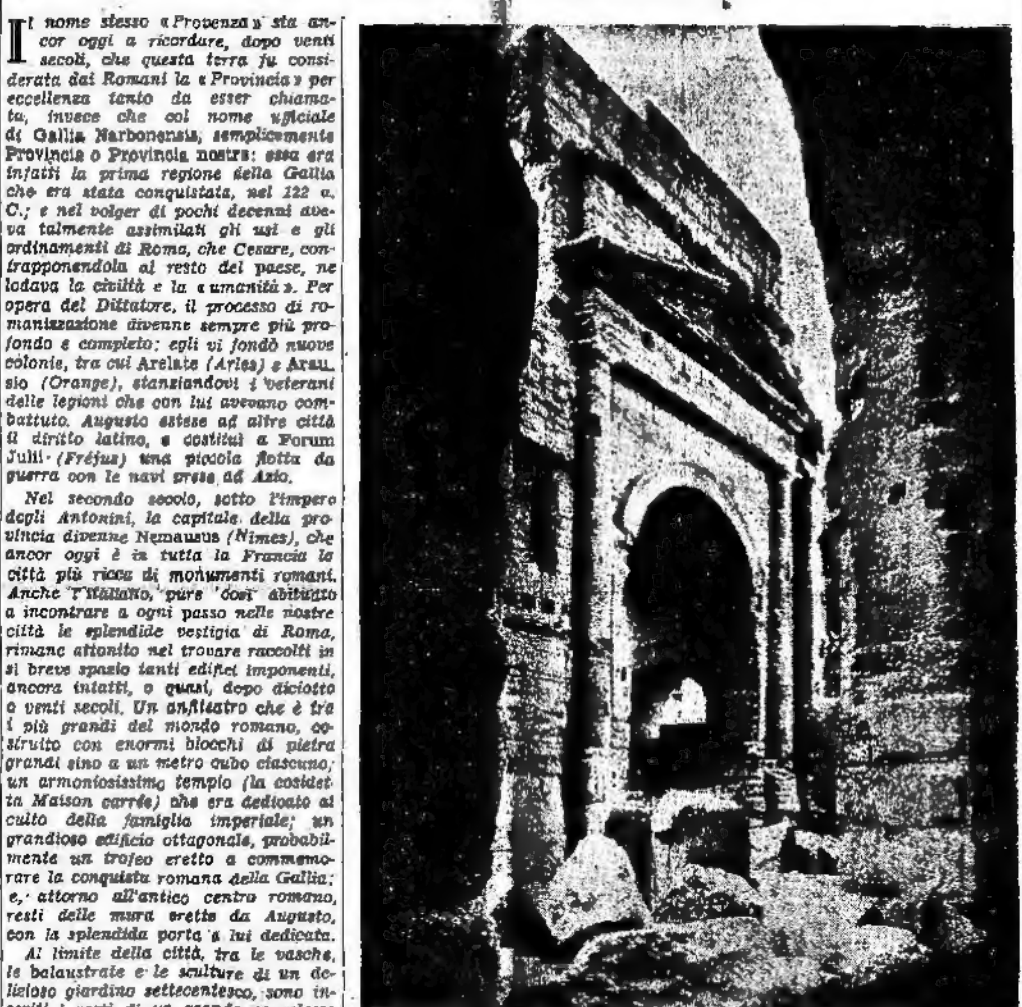 Il nome stesso «Provenza» sta an-
cor oggi a ricordare, dopo venti
secoli, che questa terra fu consi-
derata dai Romani la «Provincia» per
eccellenza tanto da esser chiama-
ta, invece che col nome ufficiale
di Gallia Narbonensis, semplicemente
Provincia o Provincia nostra: essa era
infatti la prima regione della Gallia
che era stata conquistata, nel 122 a.
C.; e nel volger di pochi decenni ave-
va talmente assimilati gli usi e gli
ordinamenti di Roma, che Cesare, con-
trapponendola al resto del paese, ne
lodava la civiltà e la «umanità». Per
opera del Dittatore, il processo di ro-
manizzazione divenne sempre più pro-
fondo e completo; egli vi fondò nuove
colonie, tra cui Arelate (Arles) e Arau_
sio (Orange), stanziandovi i veterani
delle legioni che con lui avevano com-
battuto. Augusto estese ad altre città
il diritto latino, e costituì a Forum
Julii (Fréjus) una piccola flotta da
guerra con le navi prese ad Azio.
Nel secondo secolo, sotto l'impero
degli Antonini, la capitale della pro-
vincia divenne Nemausus (Nimes), che
ancor oggi è in tutta la Francia la
città più ricca di monumenti romani.
Anche l'italiano, pure così abituato
a incontrare a ogni passo nelle nostre
città le splendide vestigia di Roma,
rimane attonito nel trovare raccolti in
sì breve spazio tanti edifici imponenti,
ancora intatti, o quasi, dopo diciotto
o venti secoli. Un anfiteatro che è tra
i più grandi del mondo romano, co-
struito con enormi blocchi di pietra
grandi sino a un metro cubo ciascuno;
un armoniosissimo tempio (la cosidet-
ta Maison carrée) che era dedicato al
culto della famiglia imperiale; un
grandioso edificio ottagonale, probabil-
mente un trofeo eretto a commemo-
rare la conquista romana della Gallia;
e, attorno all'antico centro romano,
resti delle mura erette da Augusto,
con la splendida porta a lui dedicata.
Al limite della città, tra le vasche,
le balaustrate e le sculture di un de-
lizioso giardino settecentesco, sono in-